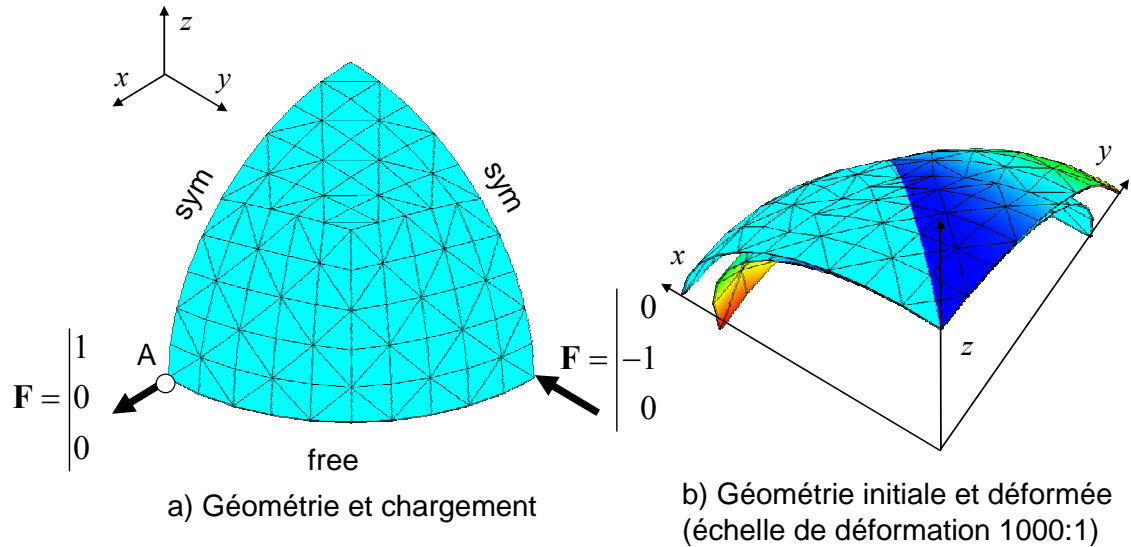 z
x
y
sym
sym
A
F = 1 0 0
free
F = 0 −1 0
a) Géométrie et chargement
y
x
z
b) Géométrie initiale et déformée
(échelle de déformation 1000:1)